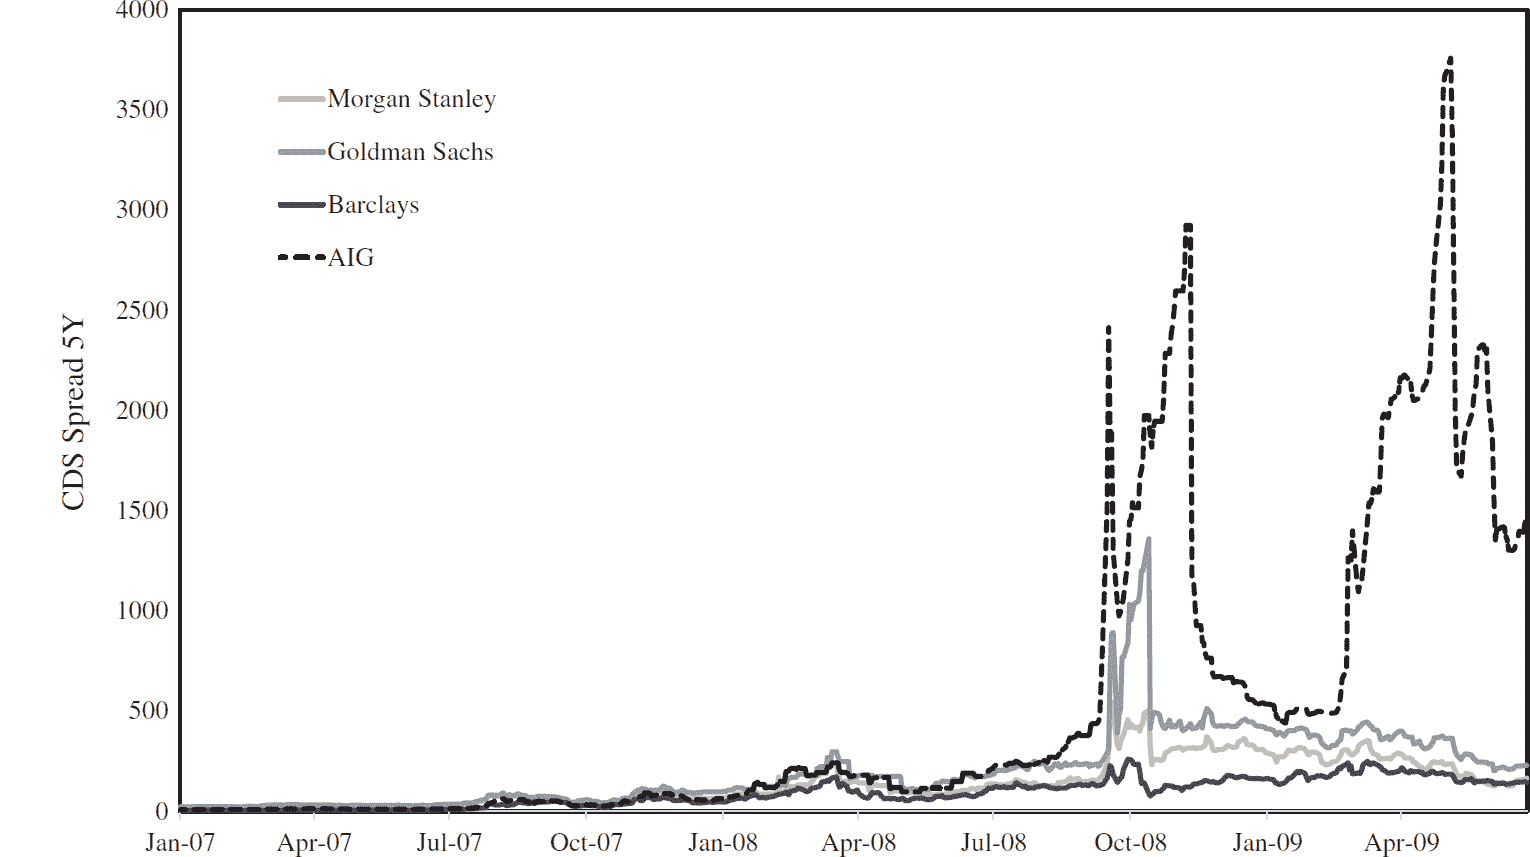 4000
3500
3000
2500
2000
1500
1000
500
0
CDS Spread 5Y
Morgan Stanley
Goldman Sachs
Barclays
AIG
Jan-07 Apr-07 Jul-07 Oct-07 Jan-08 Apr-08 Jul-08 Oct-08 Jan-09 Apr-09